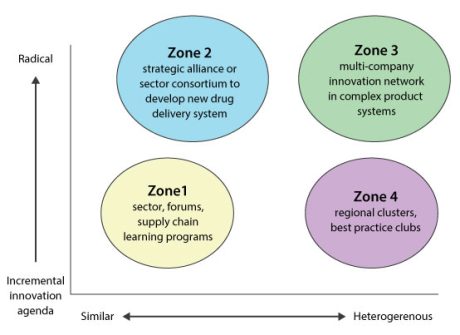 Radical
Incremental
innovation
agenda
Zone 2
strategic alliance or
sector consortium to
develop new drug
delivery system
Zone 3
multi-company
innovation network
in complex product
systems
Zone1
sector, forums,
supply chain
learning programs
Zone 4
regional clusters,
best practice clubs
Similar
Heterogerenous